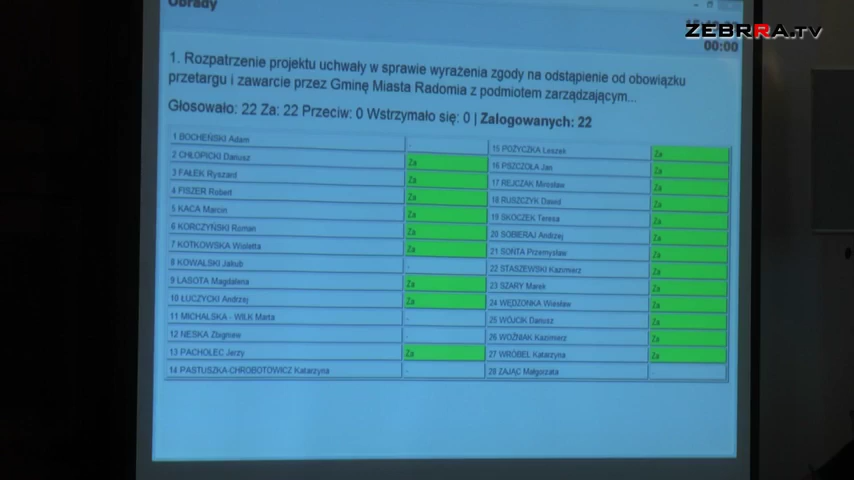 Obrady
ZEBRRA.TV
00:00
1. Rozpatrzenie projektu uchwały w sprawie wyrażenia zgody na odstąpienie od obowiązku
przetargu i zawarcie przez Gminę Miasta Radomia z podmiotem zarządzającym...
Głosowało: 22 Za: 22 Przeciw: 0 Wstrzymało się: 0 | Zalogowanych: 22
1 BOCHEŃSKI Adam -
2 CHŁOPICKI Dariusz Za
3 FAŁEK Ryszard Za
4 FISZER Robert Za
5 KACA Marcin Za
6 KORCZYŃSKI Roman Za
7 KOTKOWSKA Wioletta Za
8 KOWALSKI Jakub -
9 LASOTA Magdalena Za
10 ŁUCZYCKI Andrzej Za
11 MICHALSKA - WILK Marta -
12 NESKA Zbigniew -
13 PACHOLEC Jerzy Za
14 PASTUSZKA CHROBOTOWICZ Katarzyna -
15 POŻYCZKA Leszek Za
16 PSZCZOŁA Jan Za
17 REJCZAK Mirosław Za
18 RUSZCZYK Dawid Za
19 SKOCZEK Teresa Za
20 SOBIERAJ Andrzej Za
21 SOŃTA Przemysław Za
22 STASZEWSKI Kazimierz Za
23 SZARY Marek Za
24 WĘDZONKA Wiesław Za
25 WÓJCIK Dariusz Za
26 WOŹNIAK Kazimierz Za
27 WRÓBEL Katarzyna Za
28 ZAJĄC Małgorzata